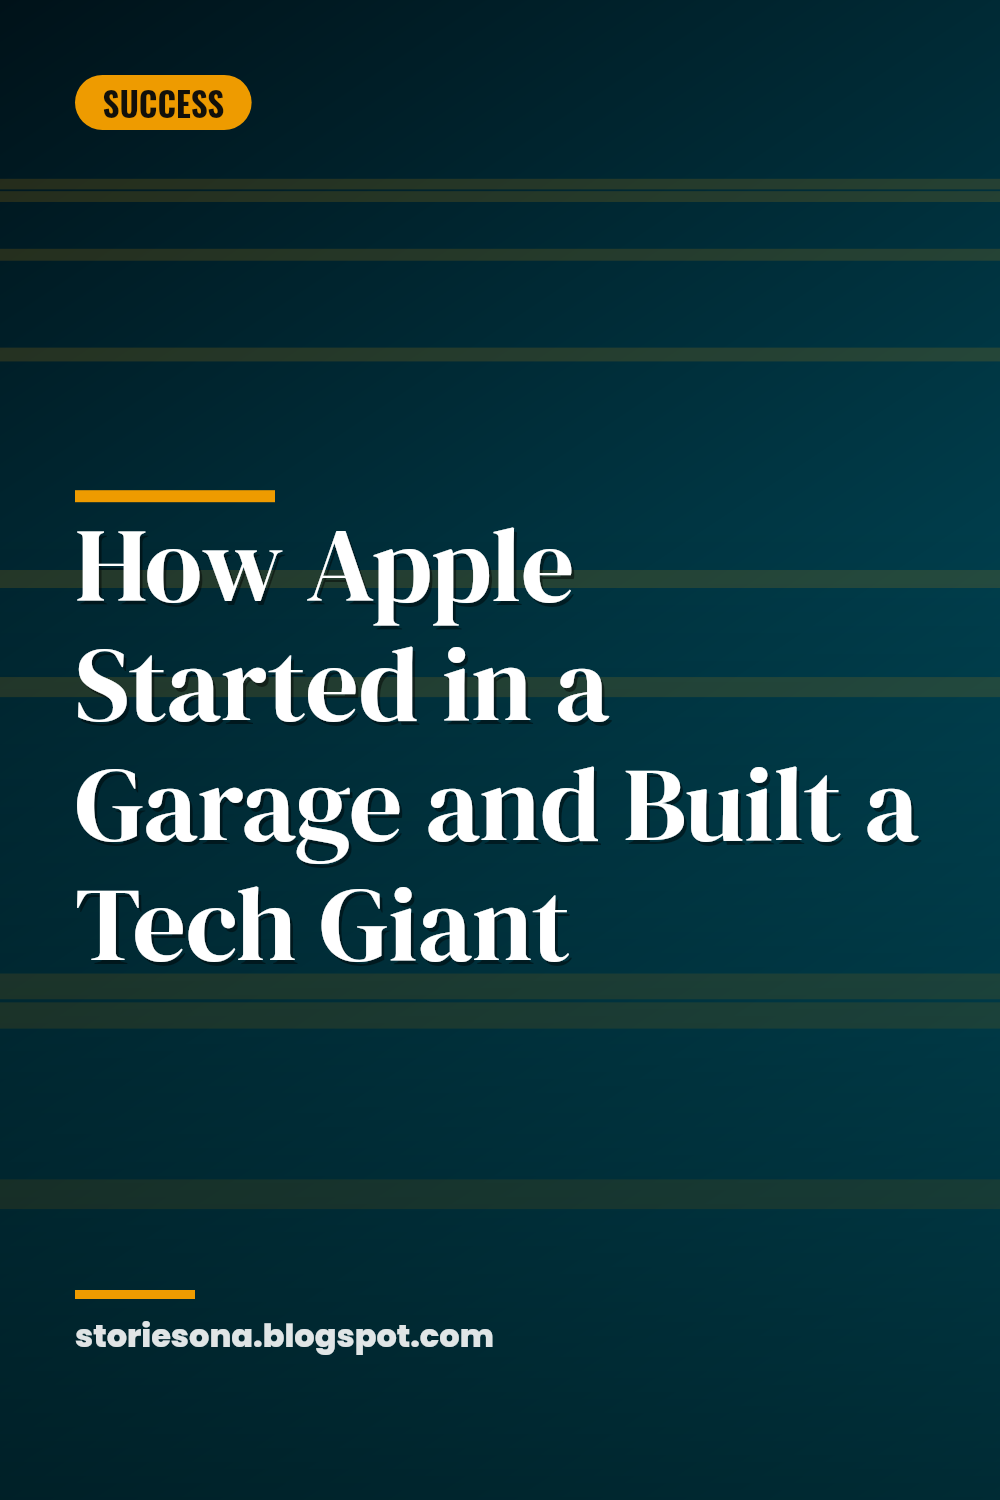 SUCCESS
How Apple
Started in a
Garage and Built a
Tech Giant
storiesona.blogspot.com